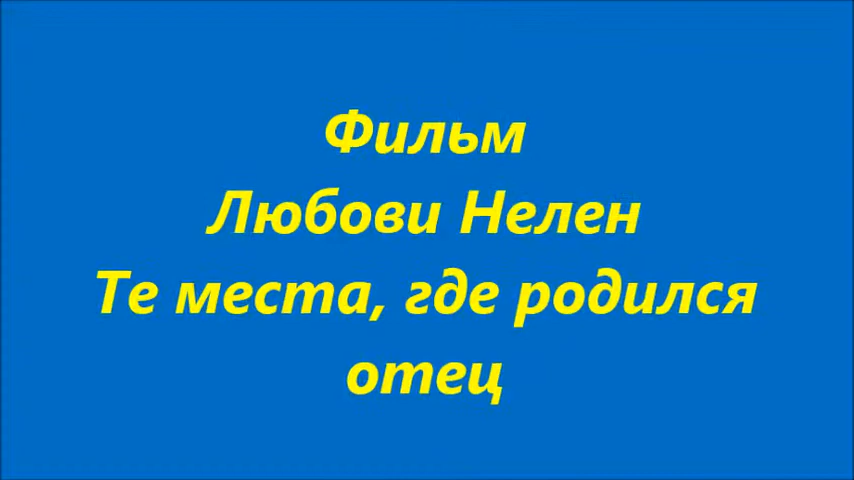 Фильм
Любови Нелен
Те места, где родился
отец